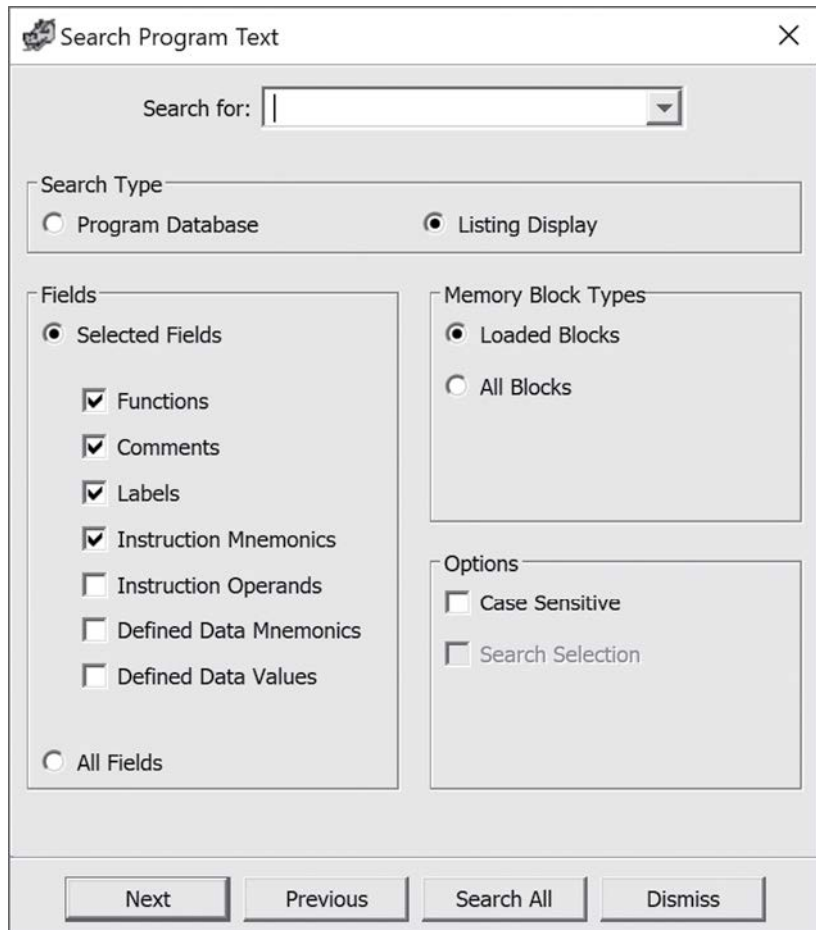 Search Program Text
Search for:
Search Type
Program Database
Listing Display
Fields
Selected Fields
Functions
Comments
Labels
Instruction Mnemonics
Instruction Operands
Defined Data Mnemonics
Defined Data Values
All Fields
Memory Block Types
Loaded Blocks
All Blocks
Options
Case Sensitive
Search Selection
Next
Previous
Search All
Dismiss